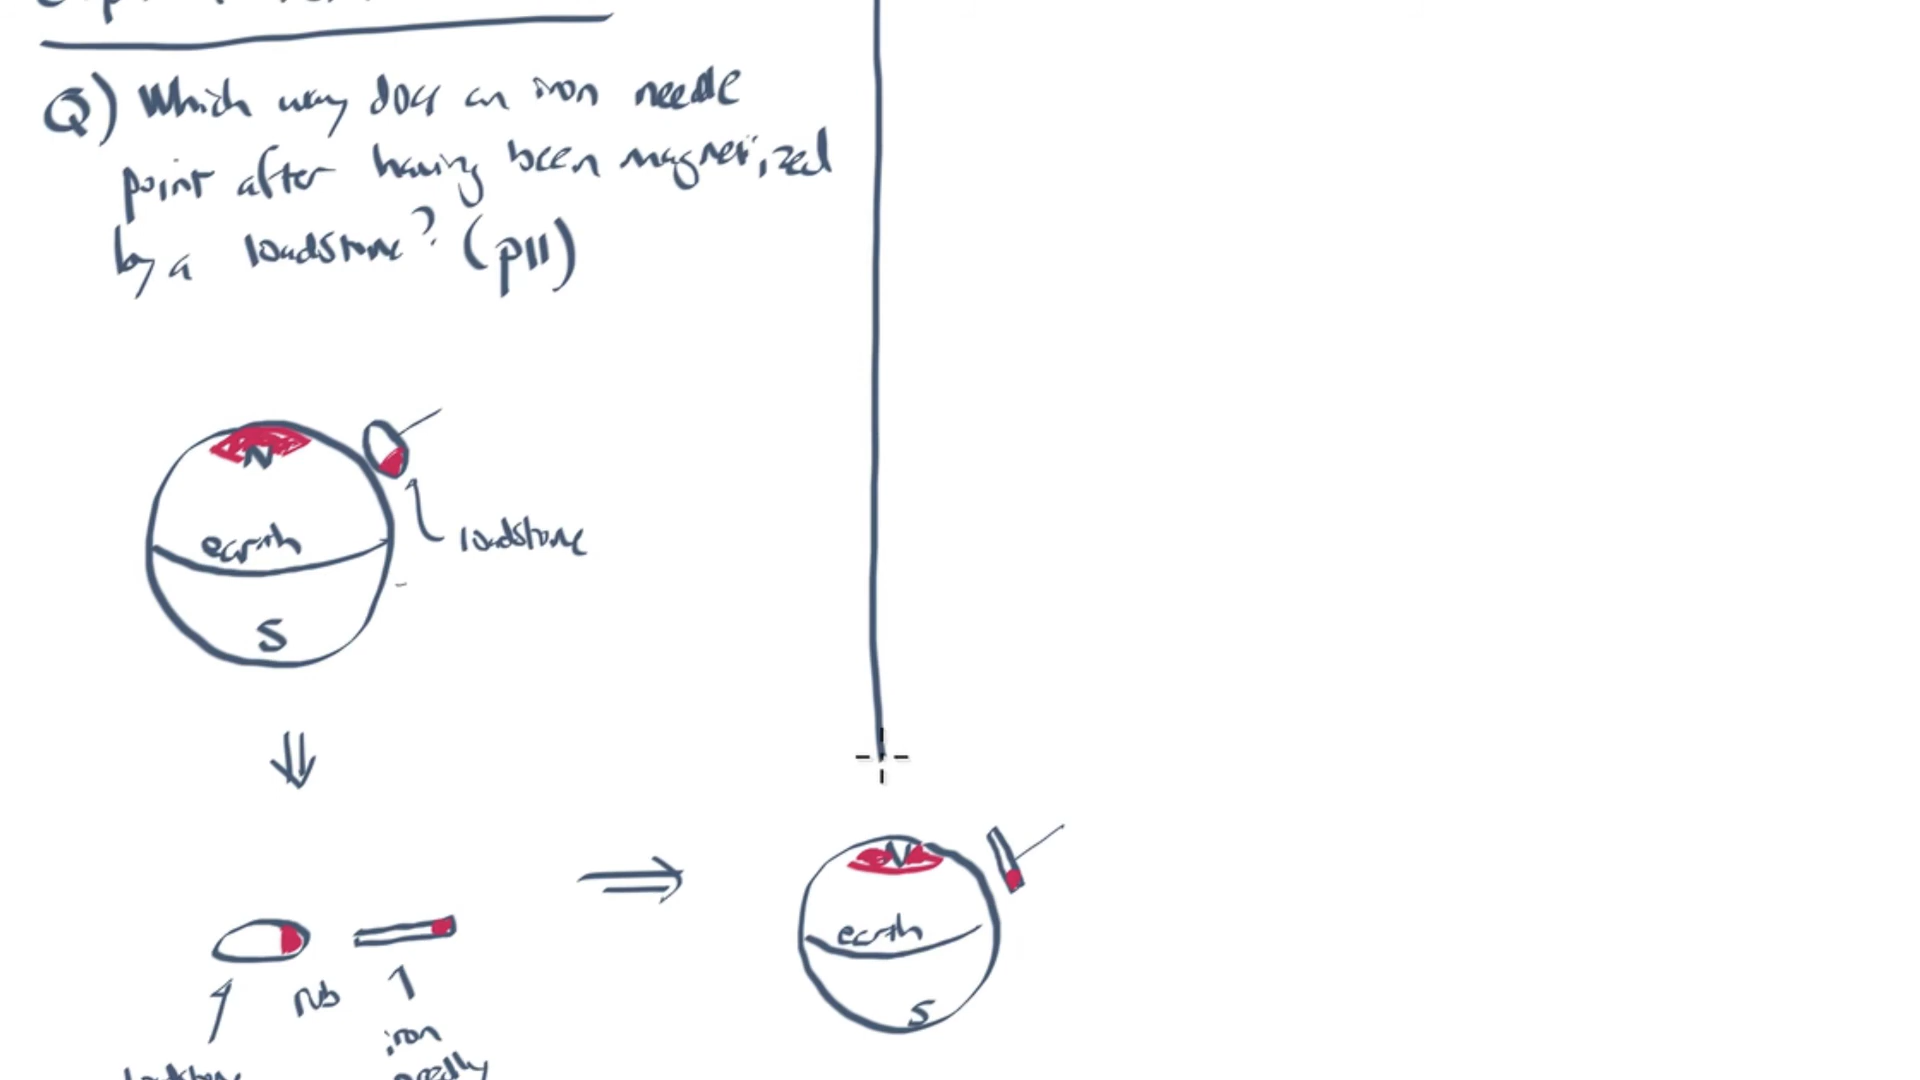 Q) Which way does an iron needle
point after having been magnetized
by a loadstone? (p11)
N
earth
loadstone
S
N
earth
rub
S
iron